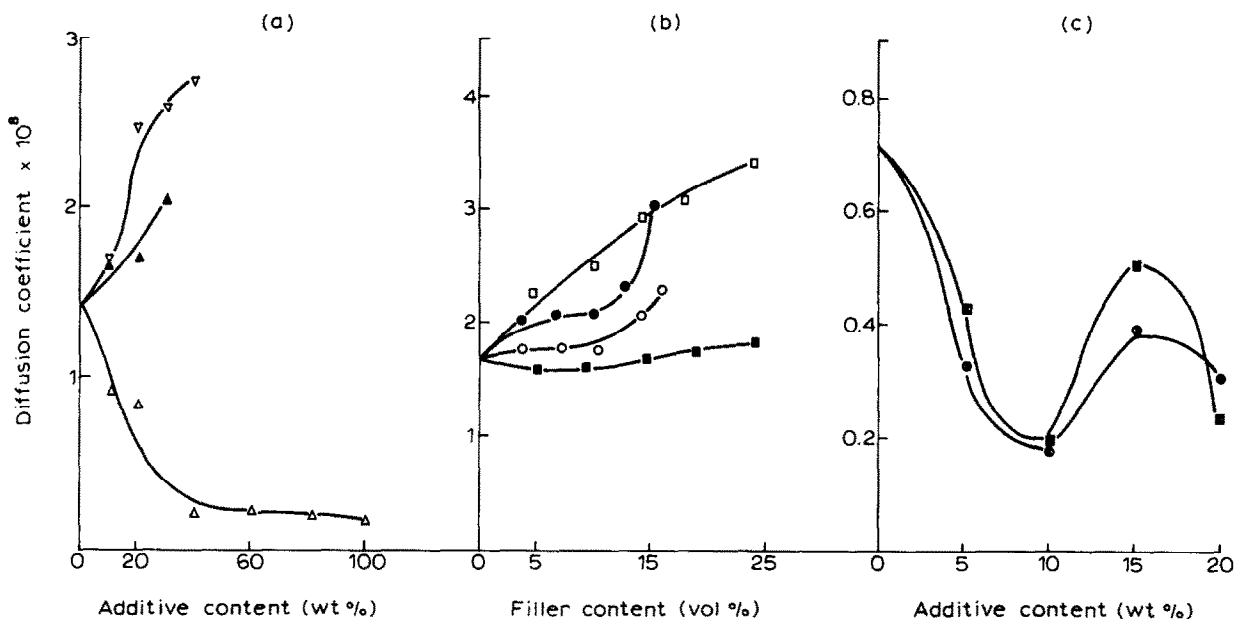 (a)
(b)
(c)
Diffusion coefficient × 10⁸
3
2
1
0 20 60 100
Additive content (wt %)
4
3
2
1
0 5 15 25
Filler content (vol %)
0.8
0.6
0.4
0.2
0 5 10 15 20
Additive content (wt %)